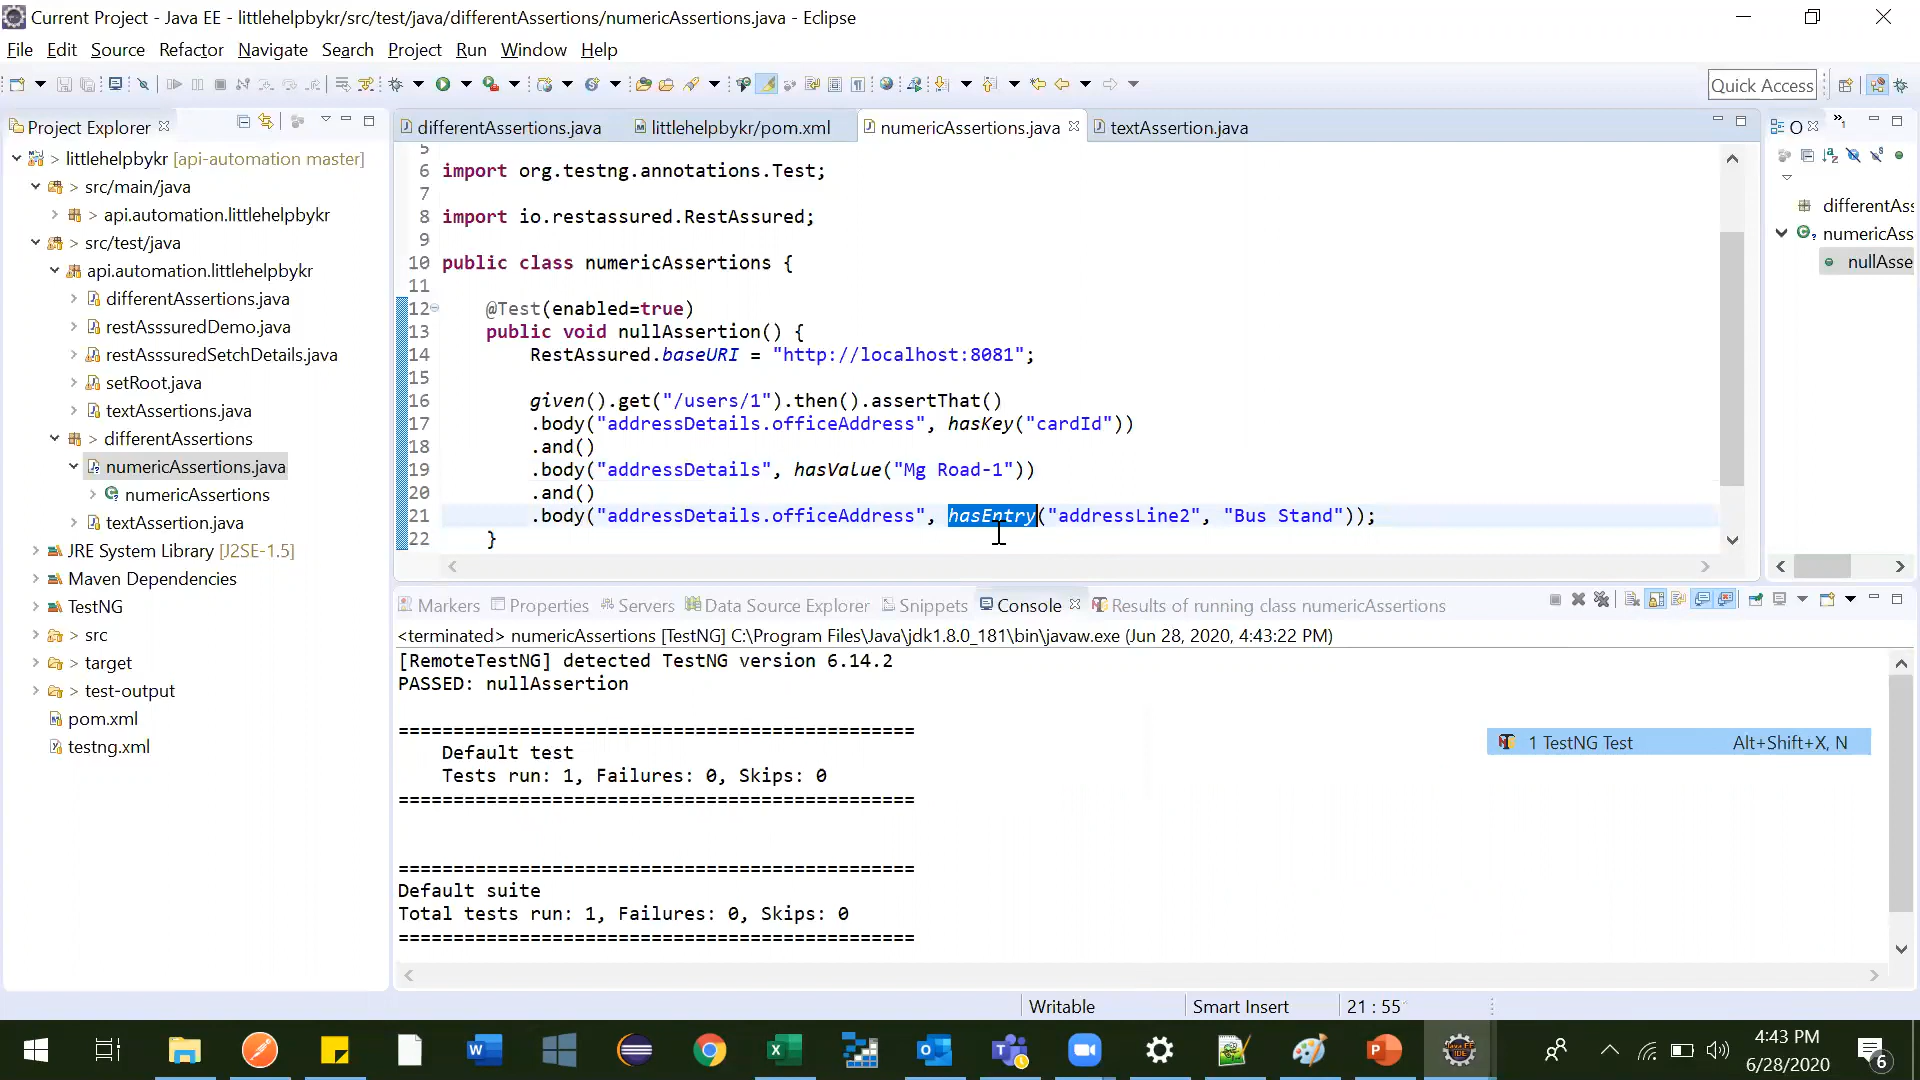 Current Project - Java EE - littlehelpbykr/src/test/java/differentAssertions/numericAssertions.java - Eclipse
File Edit Source Refactor Navigate Search Project Run Window Help
Quick Access
Project Explorer
differentAssertions.java littlehelpbykr/pom.xml numericAssertions.java textAssertion.java
O
»1
> littlehelpbykr [api-automation master]
> src/main/java
> api.automation.littlehelpbykr
> src/test/java
api.automation.littlehelpbykr
differentAssertions.java
restAsssuredDemo.java
restAsssuredSetchDetails.java
setRoot.java
textAssertions.java
> differentAssertions
numericAssertions.java
numericAssertions
textAssertion.java
JRE System Library [J2SE-1.5]
Maven Dependencies
TestNG
> src
> target
> test-output
pom.xml
testng.xml
5
6 import org.testng.annotations.Test;
7
8 import io.restassured.RestAssured;
9
10 public class numericAssertions {
11
12 @Test(enabled=true)
13 public void nullAssertion() {
14 RestAssured.baseURI = "http://localhost:8081";
15
16 given().get("/users/1").then().assertThat()
17 .body("addressDetails.officeAddress", hasKey("cardId"))
18 .and()
19 .body("addressDetails", hasValue("Mg Road-1"))
20 .and()
21 .body("addressDetails.officeAddress", hasEntry("addressLine2", "Bus Stand"));
22 }
differentAs
numericAss
nullAsse
Markers Properties Servers Data Source Explorer Snippets Console Results of running class numericAssertions
<terminated> numericAssertions [TestNG] C:\Program Files\Java\jdk1.8.0_181\bin\javaw.exe (Jun 28, 2020, 4:43:22 PM)
[RemoteTestNG] detected TestNG version 6.14.2
PASSED: nullAssertion
===============================================
Default test
Tests run: 1, Failures: 0, Skips: 0
===============================================
===============================================
Default suite
Total tests run: 1, Failures: 0, Skips: 0
===============================================
1 TestNG Test Alt+Shift+X, N
Writable Smart Insert 21 : 55
4:43 PM
6/28/2020
6